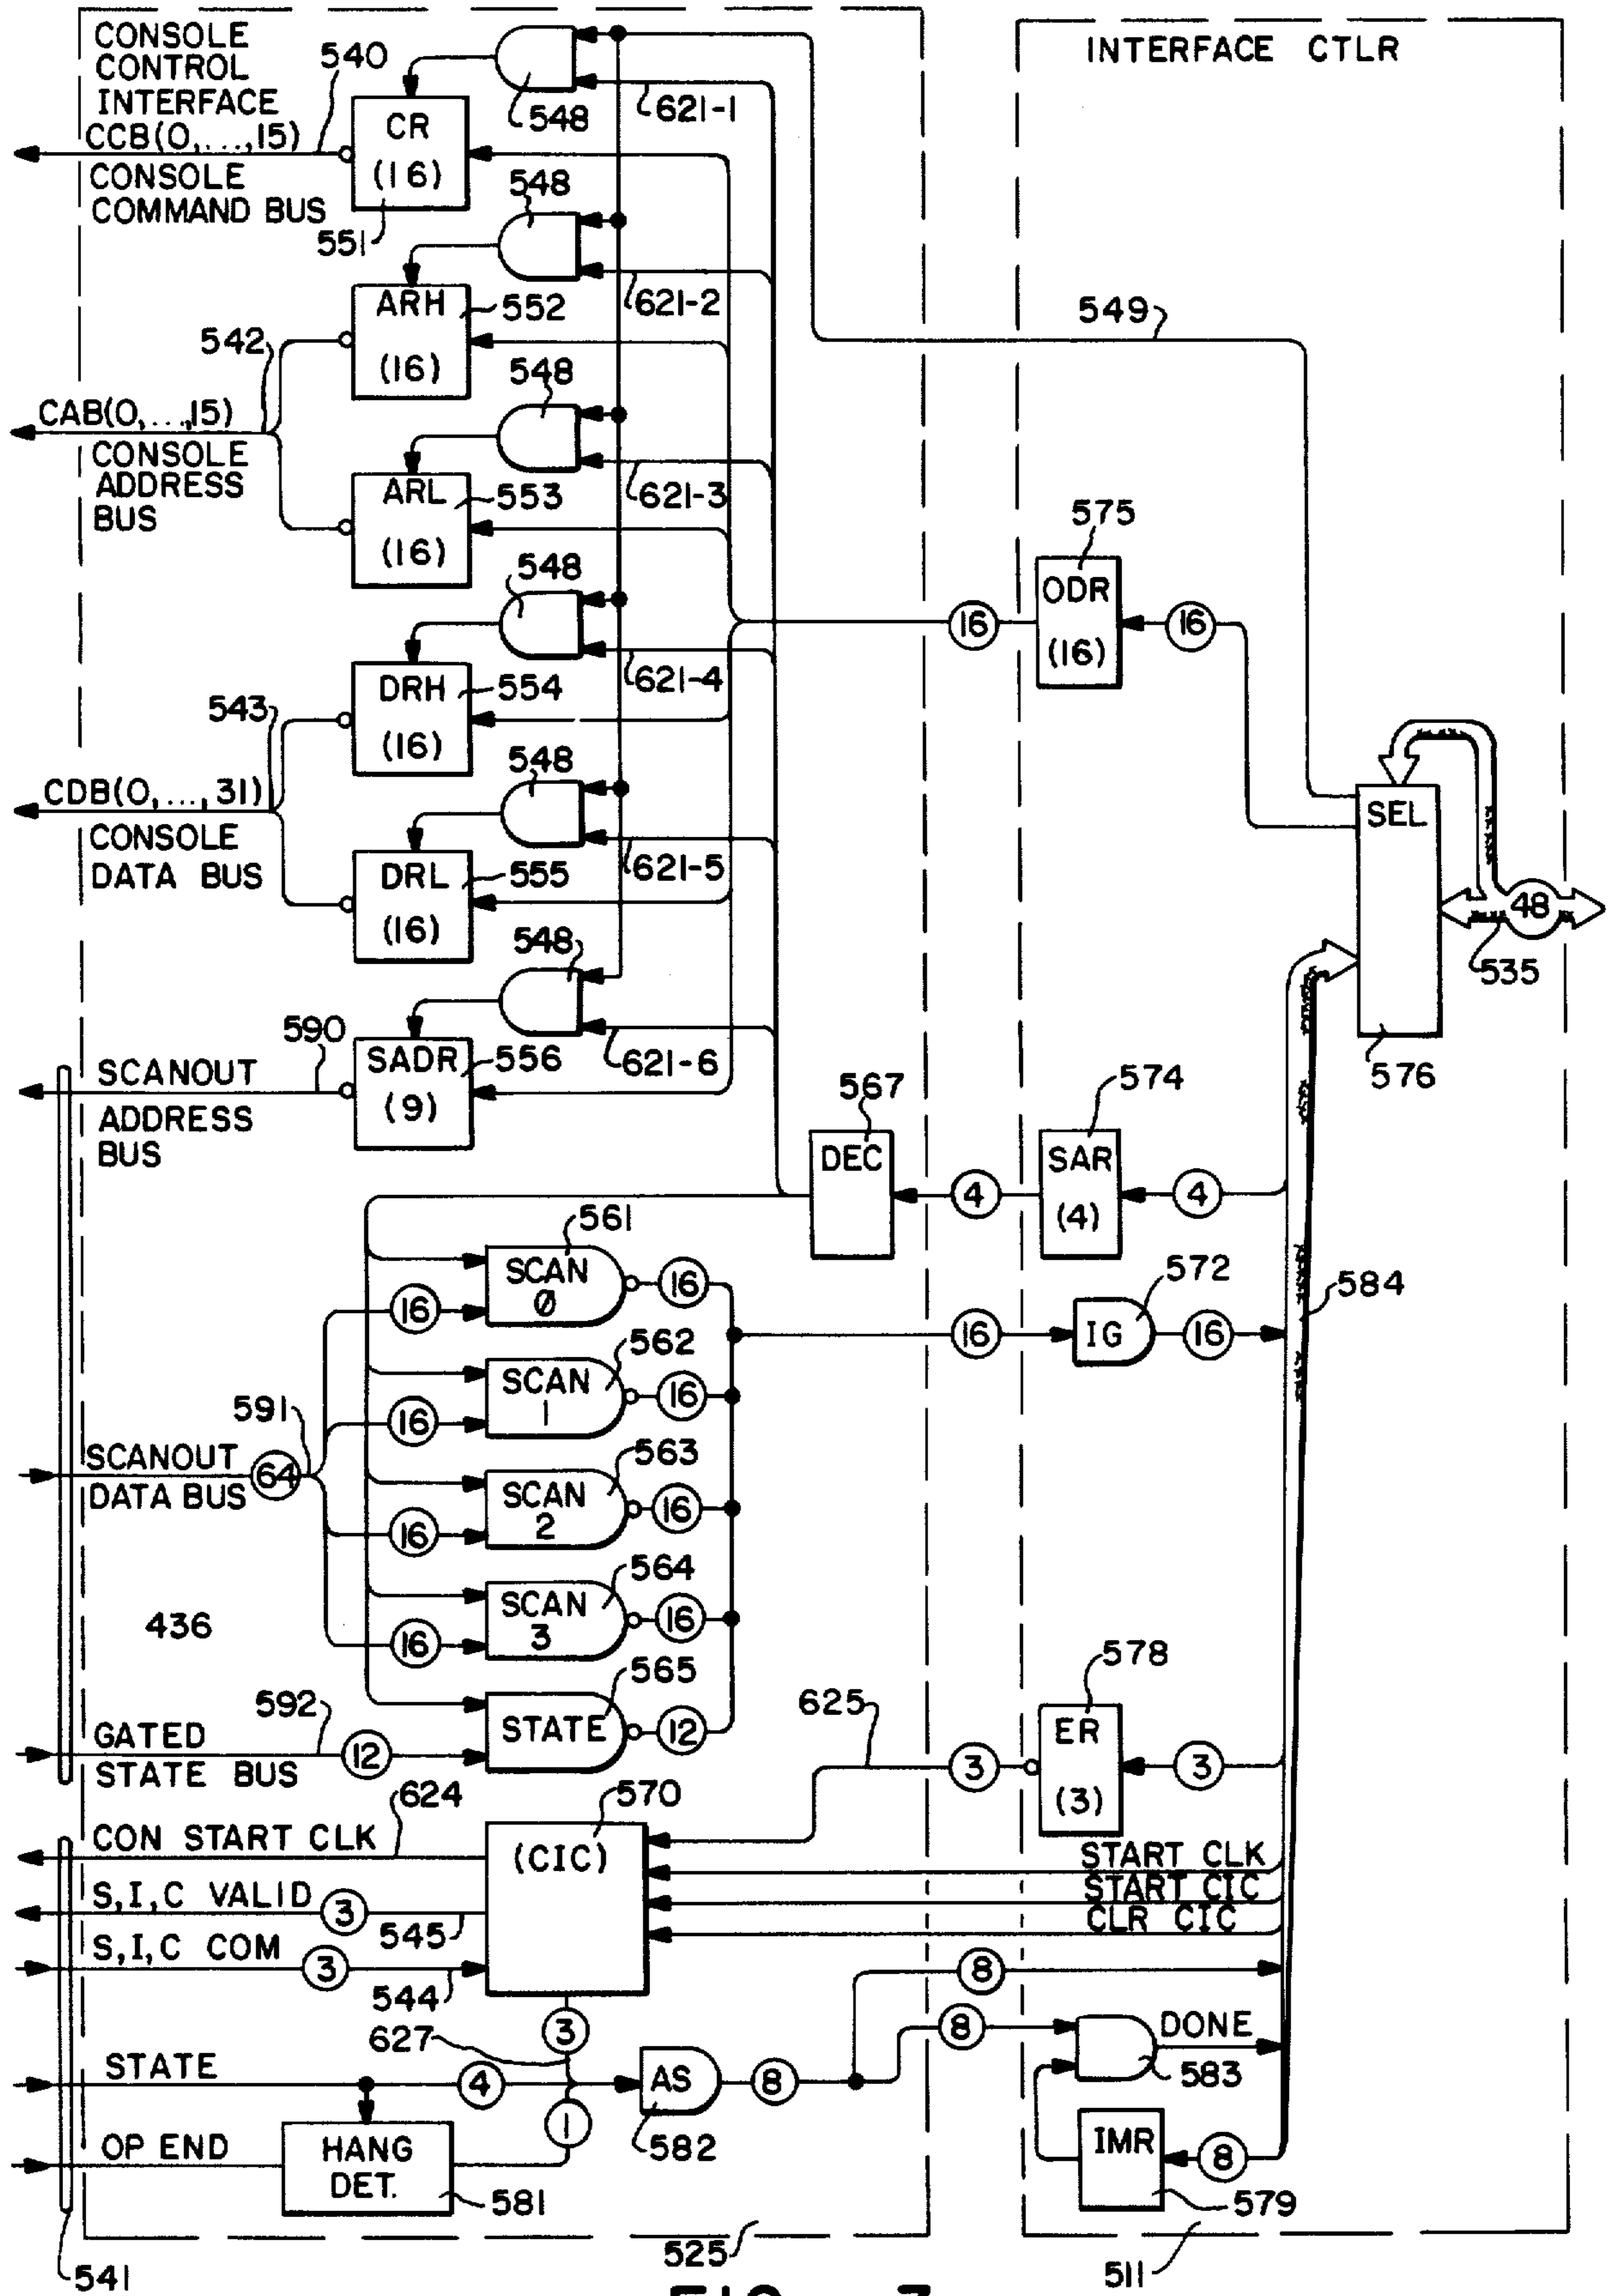 CONSOLE
CONTROL
INTERFACE
540
CCB(0,...,15)
CONSOLE
COMMAND BUS
551
CR
(16)
548
621-1
INTERFACE CTLR
548
ARH
(16)
552
621-2
549
542
CAB(0,...,15)
CONSOLE
ADDRESS
BUS
548
ARL
(16)
553
621-3
575
ODR
(16)
16
16
548
DRH
(16)
554
621-4
543
CDB(0,...,31)
CONSOLE
DATA BUS
548
DRL
(16)
555
621-5
SEL
48
535
576
548
590
SCANOUT
ADDRESS
BUS
SADR
(9)
556
621-6
567
DEC
4
574
SAR
(4)
4
561
SCAN
0
16
16
572
16
IG
16
584
562
SCAN
1
16
16
591
SCANOUT
DATA BUS
64
563
SCAN
2
16
16
564
SCAN
3
16
16
436
565
STATE
12
592
GATED
STATE BUS
12
625
578
ER
(3)
3
3
624
570
CON START CLK
(CIC)
START CLK
START CIC
CLR CIC
S,I,C VALID
3
545
S,I,C COM
3
544
8
3
627
8
DONE
583
STATE
4
AS
8
582
1
OP END
HANG
DET.
581
IMR
8
579
541
525
511